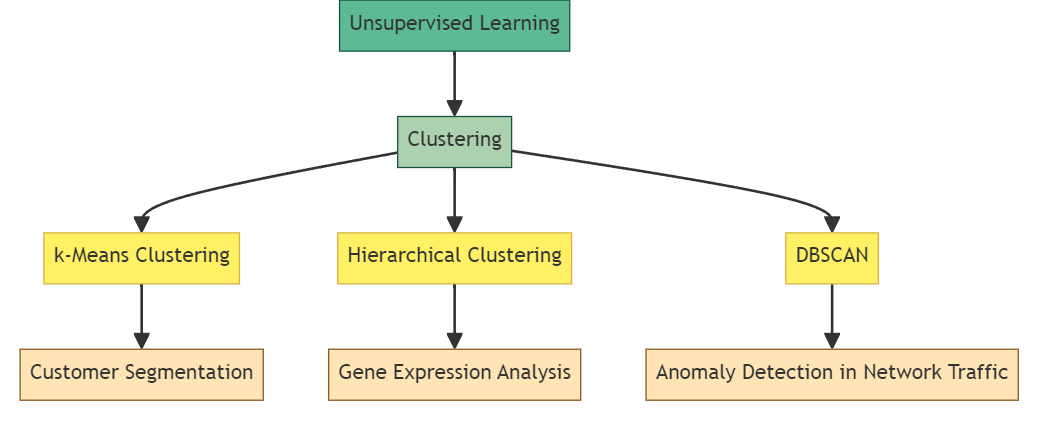 Unsupervised Learning
Clustering
k-Means Clustering
Hierarchical Clustering
DBSCAN
Customer Segmentation
Gene Expression Analysis
Anomaly Detection in Network Traffic